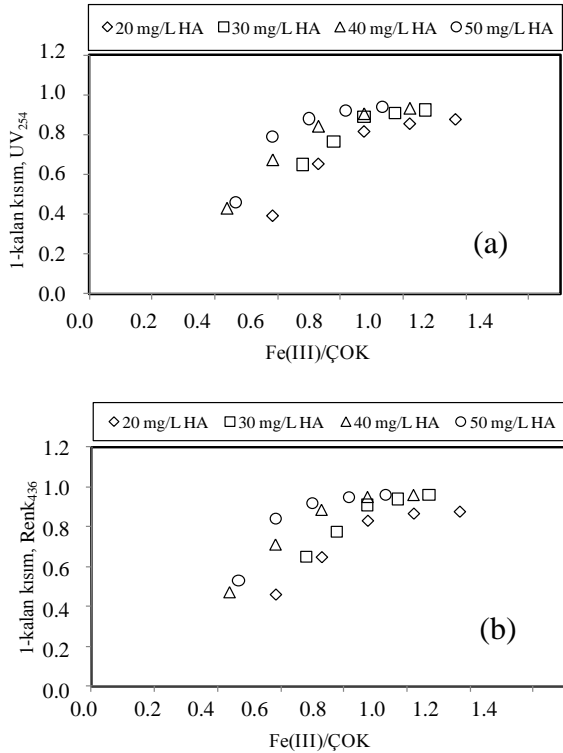 ◇20 mg/L HA □30 mg/L HA △40 mg/L HA ○50 mg/L HA
1.2
1.0
0.8
0.6
0.4
0.2
0.0
1-kalan kısım, UV254
(a)
0.0 0.2 0.4 0.6 0.8 1.0 1.2 1.4
Fe(III)/ÇOK
◇20 mg/L HA □30 mg/L HA △40 mg/L HA ○50 mg/L HA
1.2
1.0
0.8
0.6
0.4
0.2
0.0
1-kalan kısım, Renk436
(b)
0.0 0.2 0.4 0.6 0.8 1.0 1.2 1.4
Fe(III)/ÇOK